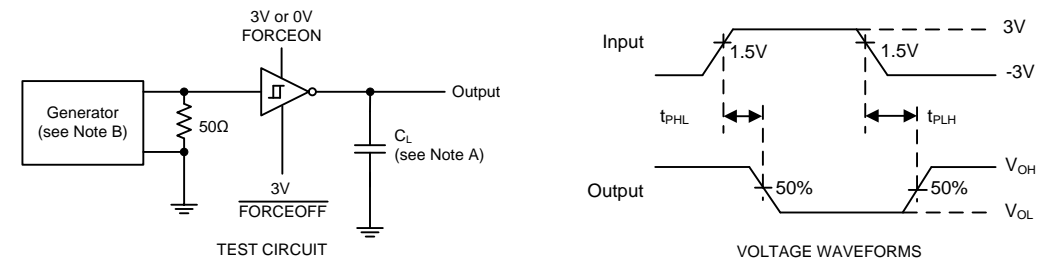 3V or 0V
FORCEON
Generator
(see Note B)
50Ω
Output
C_L
(see Note A)
3V
FORCEOFF
TEST CIRCUIT
Input
3V
1.5V
1.5V
-3V
t_PHL
t_PLH
Output
50%
50%
V_OH
V_OL
VOLTAGE WAVEFORMS